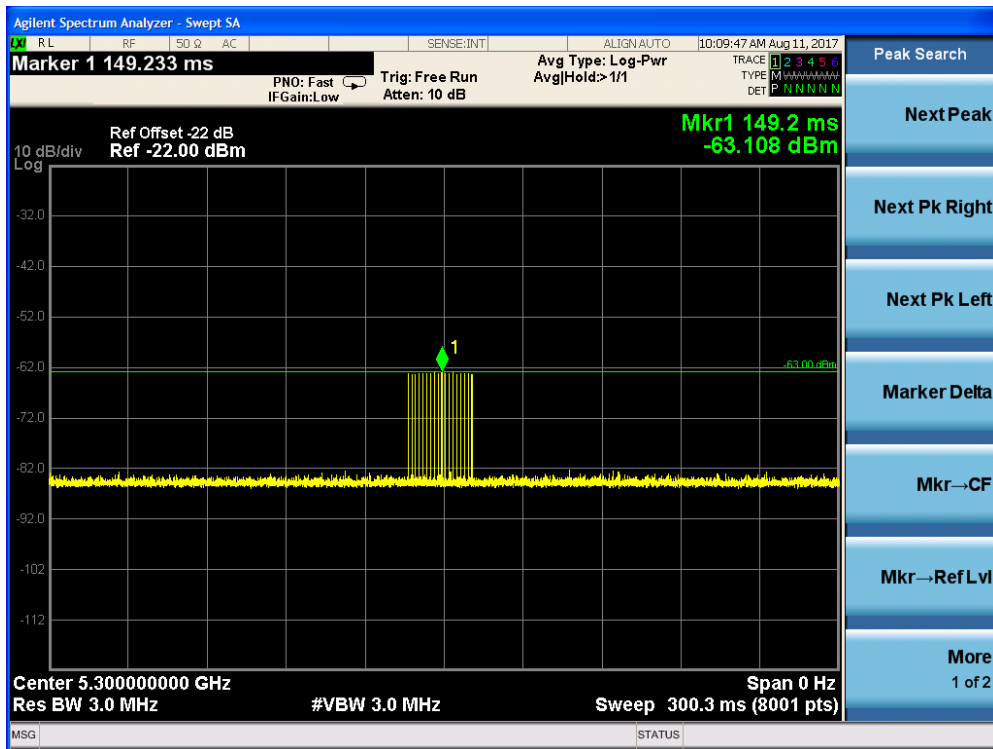 Agilent Spectrum Analyzer - Swept SA
LXI RL RF 50 Ω AC SENSE:INT ALIGN AUTO 10:09:47 AM Aug 11, 2017
Marker 1 149.233 ms
PNO: Fast
IFGain:Low
Trig: Free Run
Atten: 10 dB
Avg Type: Log-Pwr
Avg|Hold:>1/1
TRACE 1 2 3 4 5 6
TYPE M
DET P N N N N N
Peak Search
Ref Offset -22 dB
10 dB/div Ref -22.00 dBm
Log
Mkr1 149.2 ms
-63.108 dBm
-32.0
-42.0
-52.0
-62.0
-72.0
-82.0
-92.0
-102
-112
1
-63.00 dBm
Center 5.300000000 GHz Span 0 Hz
Res BW 3.0 MHz #VBW 3.0 MHz Sweep 300.3 ms (8001 pts)
MSG STATUS
Next Peak
Next Pk Right
Next Pk Left
Marker Delta
Mkr→CF
Mkr→Ref Lvl
More
1 of 2